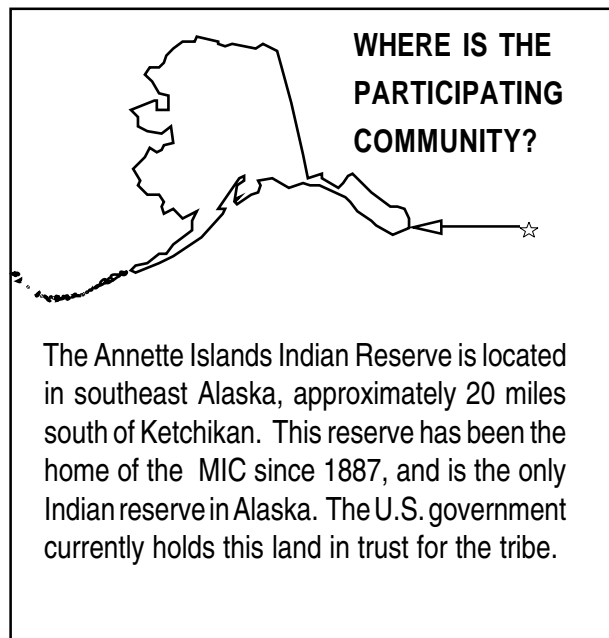 WHERE IS THE
PARTICIPATING
COMMUNITY?
The Annette Islands Indian Reserve is located
in southeast Alaska, approximately 20 miles
south of Ketchikan. This reserve has been the
home of the MIC since 1887, and is the only
Indian reserve in Alaska. The U.S. government
currently holds this land in trust for the tribe.